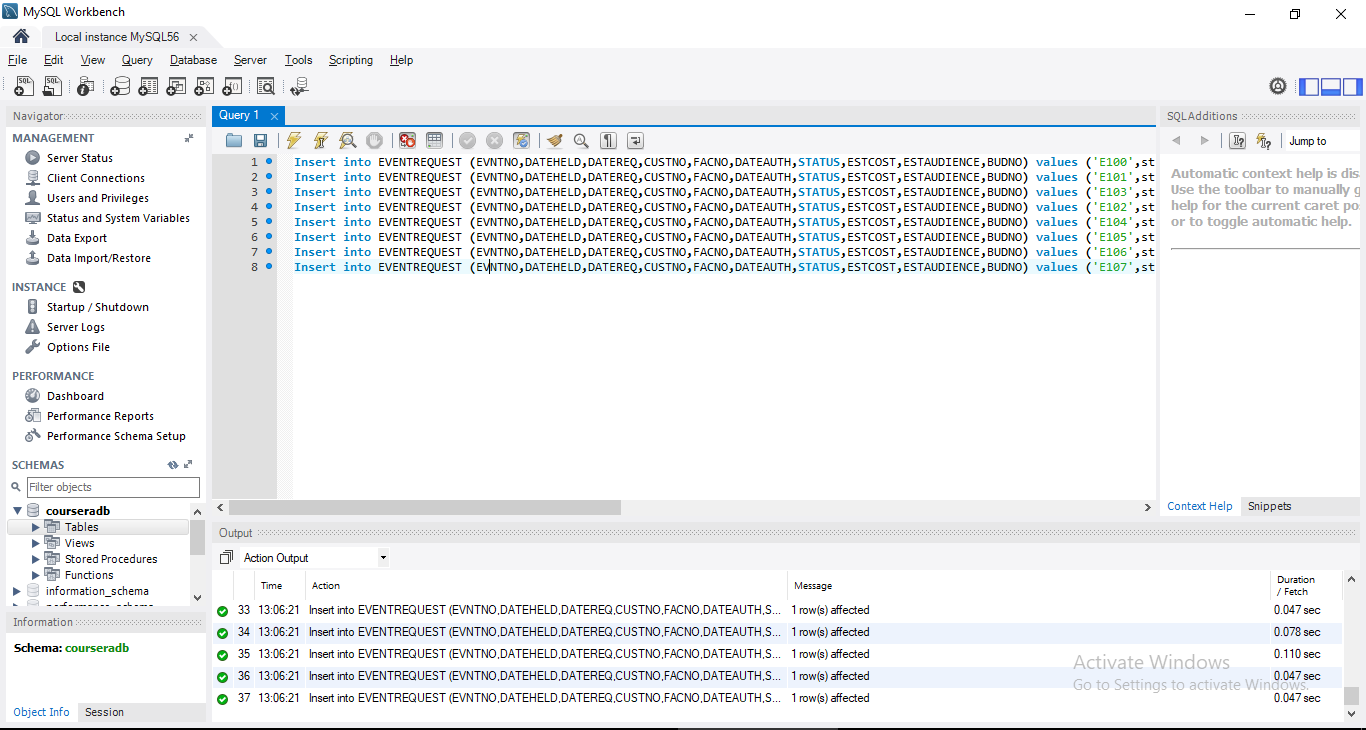 MySQL Workbench
Local instance MySQL56
File Edit View Query Database Server Tools Scripting Help
Navigator
MANAGEMENT
Server Status
Client Connections
Users and Privileges
Status and System Variables
Data Export
Data Import/Restore
INSTANCE
Startup / Shutdown
Server Logs
Options File
PERFORMANCE
Dashboard
Performance Reports
Performance Schema Setup
SCHEMAS
Filter objects
courseradb
Tables
Views
Stored Procedures
Functions
information_schema
Information
Schema: courseradb
Object Info Session
Query 1
1 Insert into EVENTREQUEST (EVNTNO,DATEHELD,DATEREQ,CUSTNO,FACNO,DATEAUTH,STATUS,ESTCOST,ESTAUDIENCE,BUDNO) values ('E100',st
2 Insert into EVENTREQUEST (EVNTNO,DATEHELD,DATEREQ,CUSTNO,FACNO,DATEAUTH,STATUS,ESTCOST,ESTAUDIENCE,BUDNO) values ('E101',st
3 Insert into EVENTREQUEST (EVNTNO,DATEHELD,DATEREQ,CUSTNO,FACNO,DATEAUTH,STATUS,ESTCOST,ESTAUDIENCE,BUDNO) values ('E103',st
4 Insert into EVENTREQUEST (EVNTNO,DATEHELD,DATEREQ,CUSTNO,FACNO,DATEAUTH,STATUS,ESTCOST,ESTAUDIENCE,BUDNO) values ('E102',st
5 Insert into EVENTREQUEST (EVNTNO,DATEHELD,DATEREQ,CUSTNO,FACNO,DATEAUTH,STATUS,ESTCOST,ESTAUDIENCE,BUDNO) values ('E104',st
6 Insert into EVENTREQUEST (EVNTNO,DATEHELD,DATEREQ,CUSTNO,FACNO,DATEAUTH,STATUS,ESTCOST,ESTAUDIENCE,BUDNO) values ('E105',st
7 Insert into EVENTREQUEST (EVNTNO,DATEHELD,DATEREQ,CUSTNO,FACNO,DATEAUTH,STATUS,ESTCOST,ESTAUDIENCE,BUDNO) values ('E106',st
8 Insert into EVENTREQUEST (EVNTNO,DATEHELD,DATEREQ,CUSTNO,FACNO,DATEAUTH,STATUS,ESTCOST,ESTAUDIENCE,BUDNO) values ('E107',st
SQLAdditions
Jump to
Automatic context help is dis
Use the toolbar to manually g
help for the current caret po
or to toggle automatic help.
Context Help Snippets
Output
Action Output
Time Action Message Duration / Fetch
33 13:06:21 Insert into EVENTREQUEST (EVNTNO,DATEHELD,DATEREQ,CUSTNO,FACNO,DATEAUTH,S... 1 row(s) affected 0.047 sec
34 13:06:21 Insert into EVENTREQUEST (EVNTNO,DATEHELD,DATEREQ,CUSTNO,FACNO,DATEAUTH,S... 1 row(s) affected 0.078 sec
35 13:06:21 Insert into EVENTREQUEST (EVNTNO,DATEHELD,DATEREQ,CUSTNO,FACNO,DATEAUTH,S... 1 row(s) affected 0.110 sec
36 13:06:21 Insert into EVENTREQUEST (EVNTNO,DATEHELD,DATEREQ,CUSTNO,FACNO,DATEAUTH,S... 1 row(s) affected 0.047 sec
37 13:06:21 Insert into EVENTREQUEST (EVNTNO,DATEHELD,DATEREQ,CUSTNO,FACNO,DATEAUTH,S... 1 row(s) affected 0.047 sec
Activate Windows
Go to Settings to activate Windows.